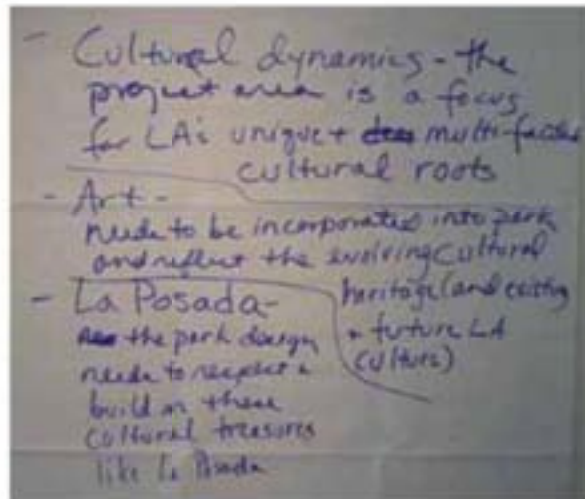 - Cultural dynamics - the
project area is a focus
for LA's unique + multi-faceted
cultural roots
- Art -
needs to be incorporated into park
and reflect the evolving cultural
heritage (and existing
+ future LA
culture)
- La Posada -
the park design
needs to respect +
build on these
cultural treasures
like La Posada